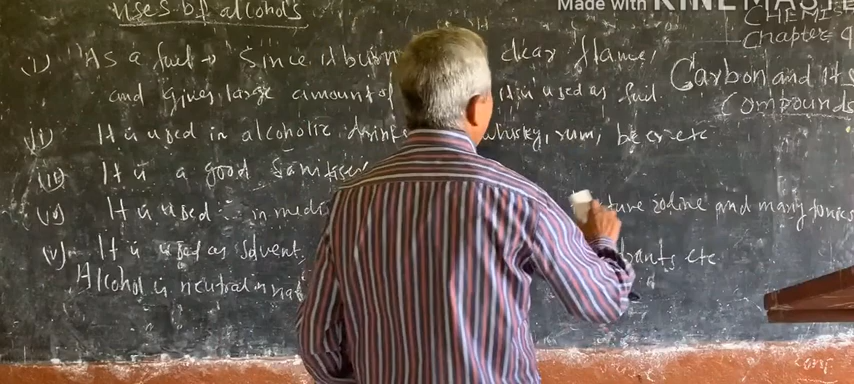 Made with KINEMASTE
Uses of alcohols
CHEMIS
Chapter 4
Carbon and its
Compounds
(i) As a fuel → Since it burn clear flame,
and gives large amount of it is used as fuel.
(ii) It is used in alcoholic drinks whisky, rum, beer etc
(iii) It is a good Sanitiser
(iv) It is used in medi ture iodine and many tonics
(v) It is used as Solvent. etc
Alcohol is neutral in nat